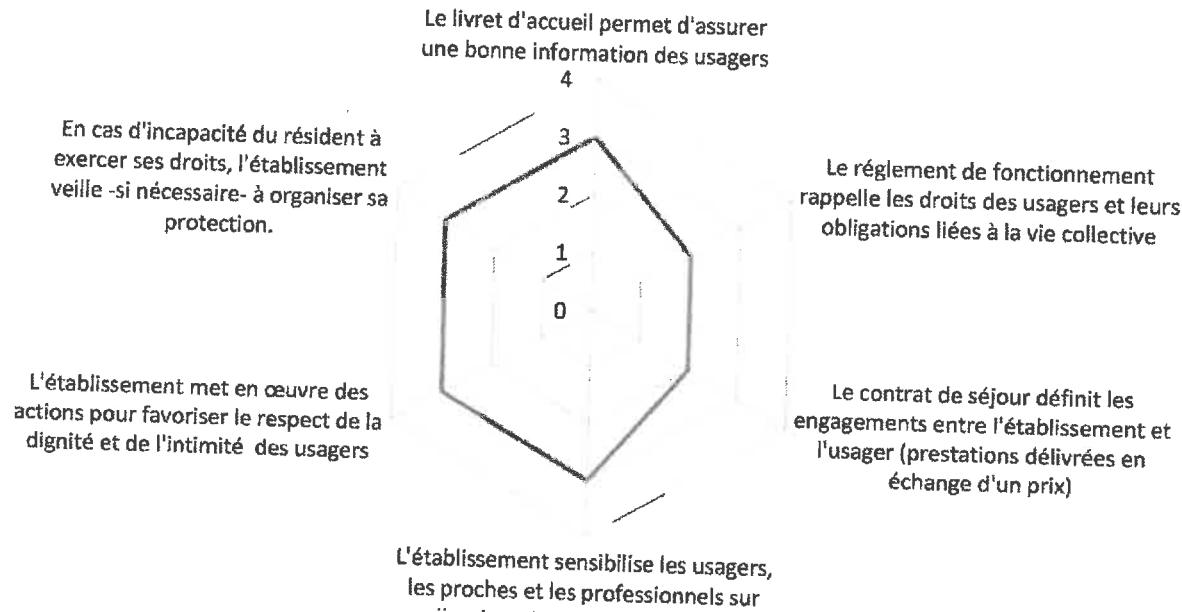 Le livret d'accueil permet d'assurer
une bonne information des usagers
4
3
2
1
0
Le réglement de fonctionnement
rappelle les droits des usagers et leurs
obligations liées à la vie collective
Le contrat de séjour définit les
engagements entre l'établissement et
l'usager (prestations délivrées en
échange d'un prix)
L'établissement sensibilise les usagers,
les proches et les professionnels sur
L'établissement met en œuvre des
actions pour favoriser le respect de la
dignité et de l'intimité des usagers
En cas d'incapacité du résident à
exercer ses droits, l'établissement
veille -si nécessaire- à organiser sa
protection.